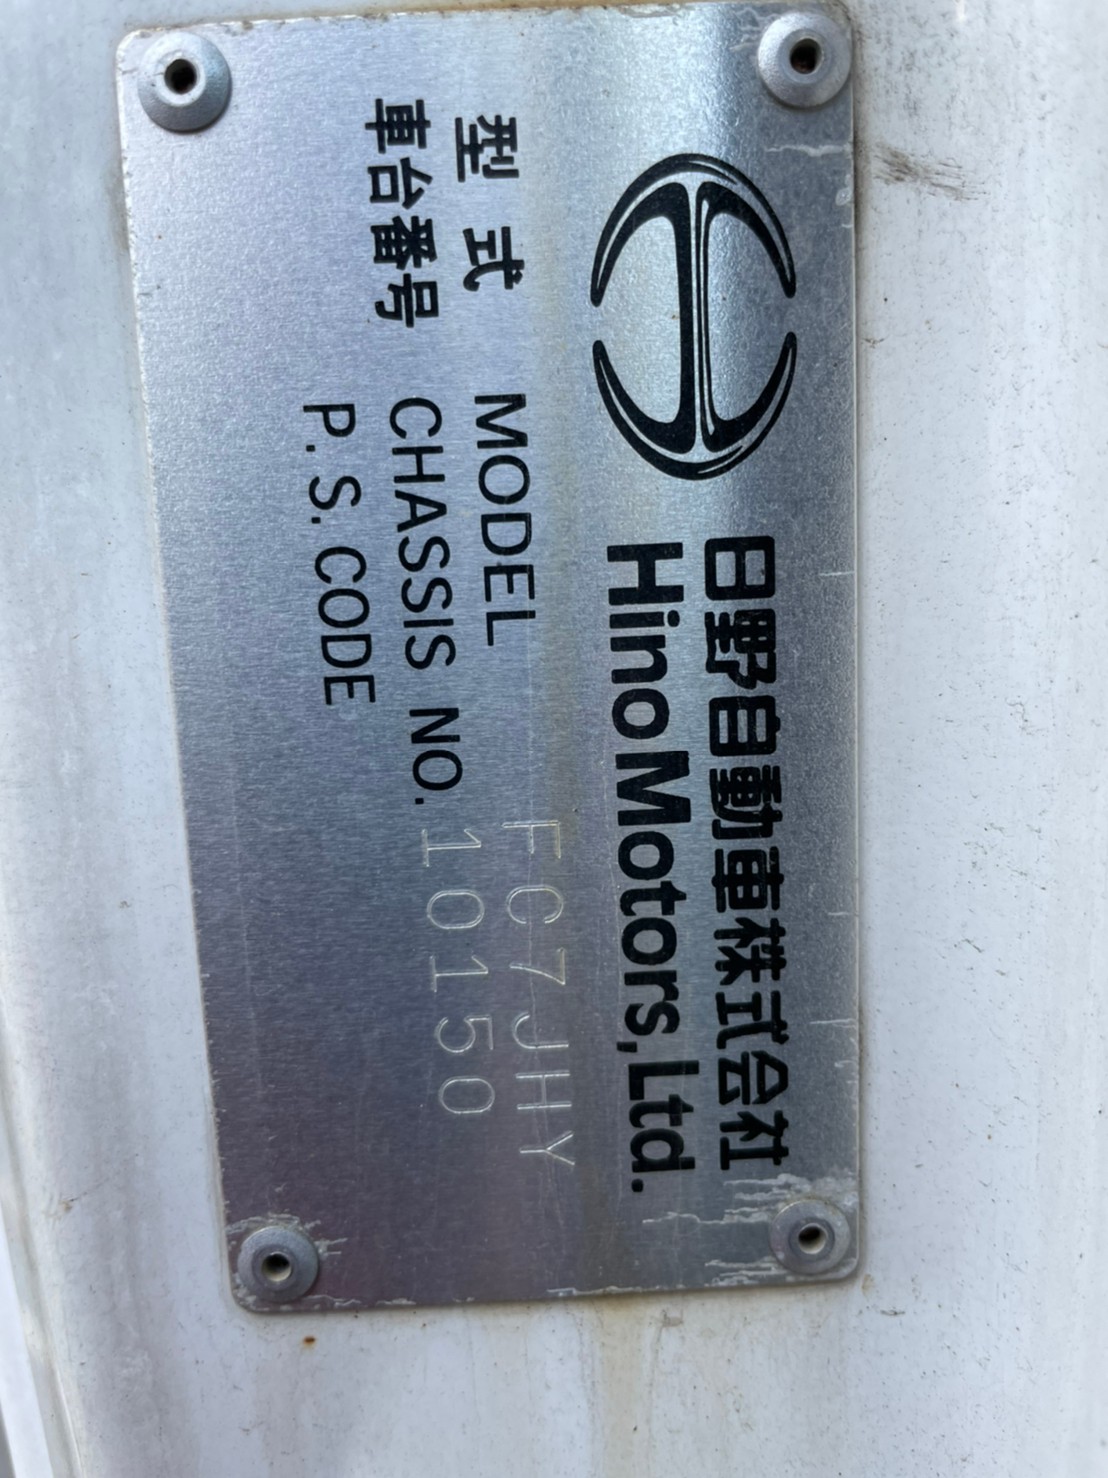 日野自動車株式会社
Hino Motors, Ltd.
型式 MODEL FC7JHY
車台番号 CHASSIS NO. 10150
P.S. CODE